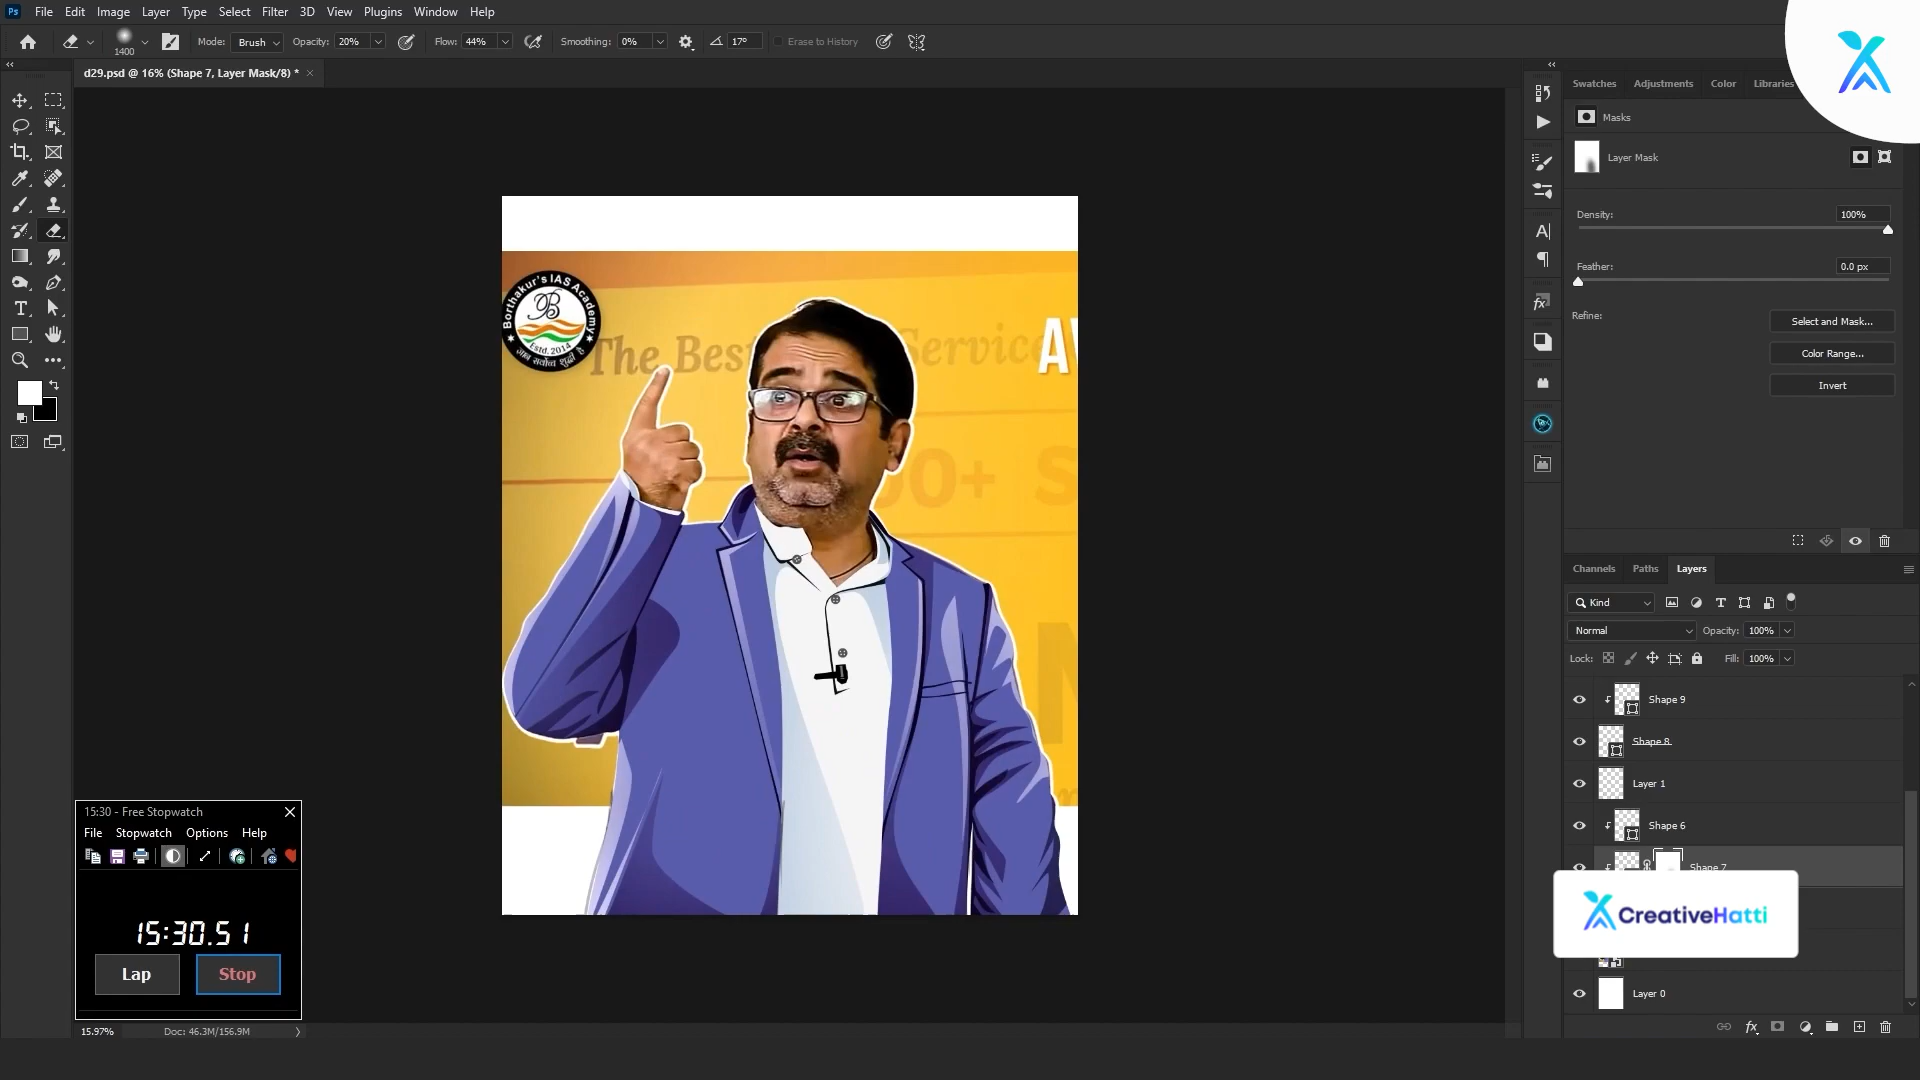 Ps File Edit Image Layer Type Select Filter 3D View Plugins Window Help
1400 Mode: Brush Opacity: 20% Flow: 44% Smoothing: 0% 17° Erase to History
d29.psd @ 16% (Shape 7, Layer Mask/8) *
Swatches Adjustments Color Libraries
Masks
Layer Mask
Density: 100%
Feather: 0.0 px
Refine:
Select and Mask...
Color Range...
Invert
Borthakur's IAS Academy
B
Estd. 2014
The Best Service
00+ S
N
Channels Paths Layers
Kind
Normal Opacity: 100%
Lock: Fill: 100%
Shape 9
Shape 8
Layer 1
Shape 6
Shape 7
CreativeHatti
Layer 0
15:30 - Free Stopwatch
File Stopwatch Options Help
15:30.51
Lap Stop
15.97% Doc: 46.3M/156.9M